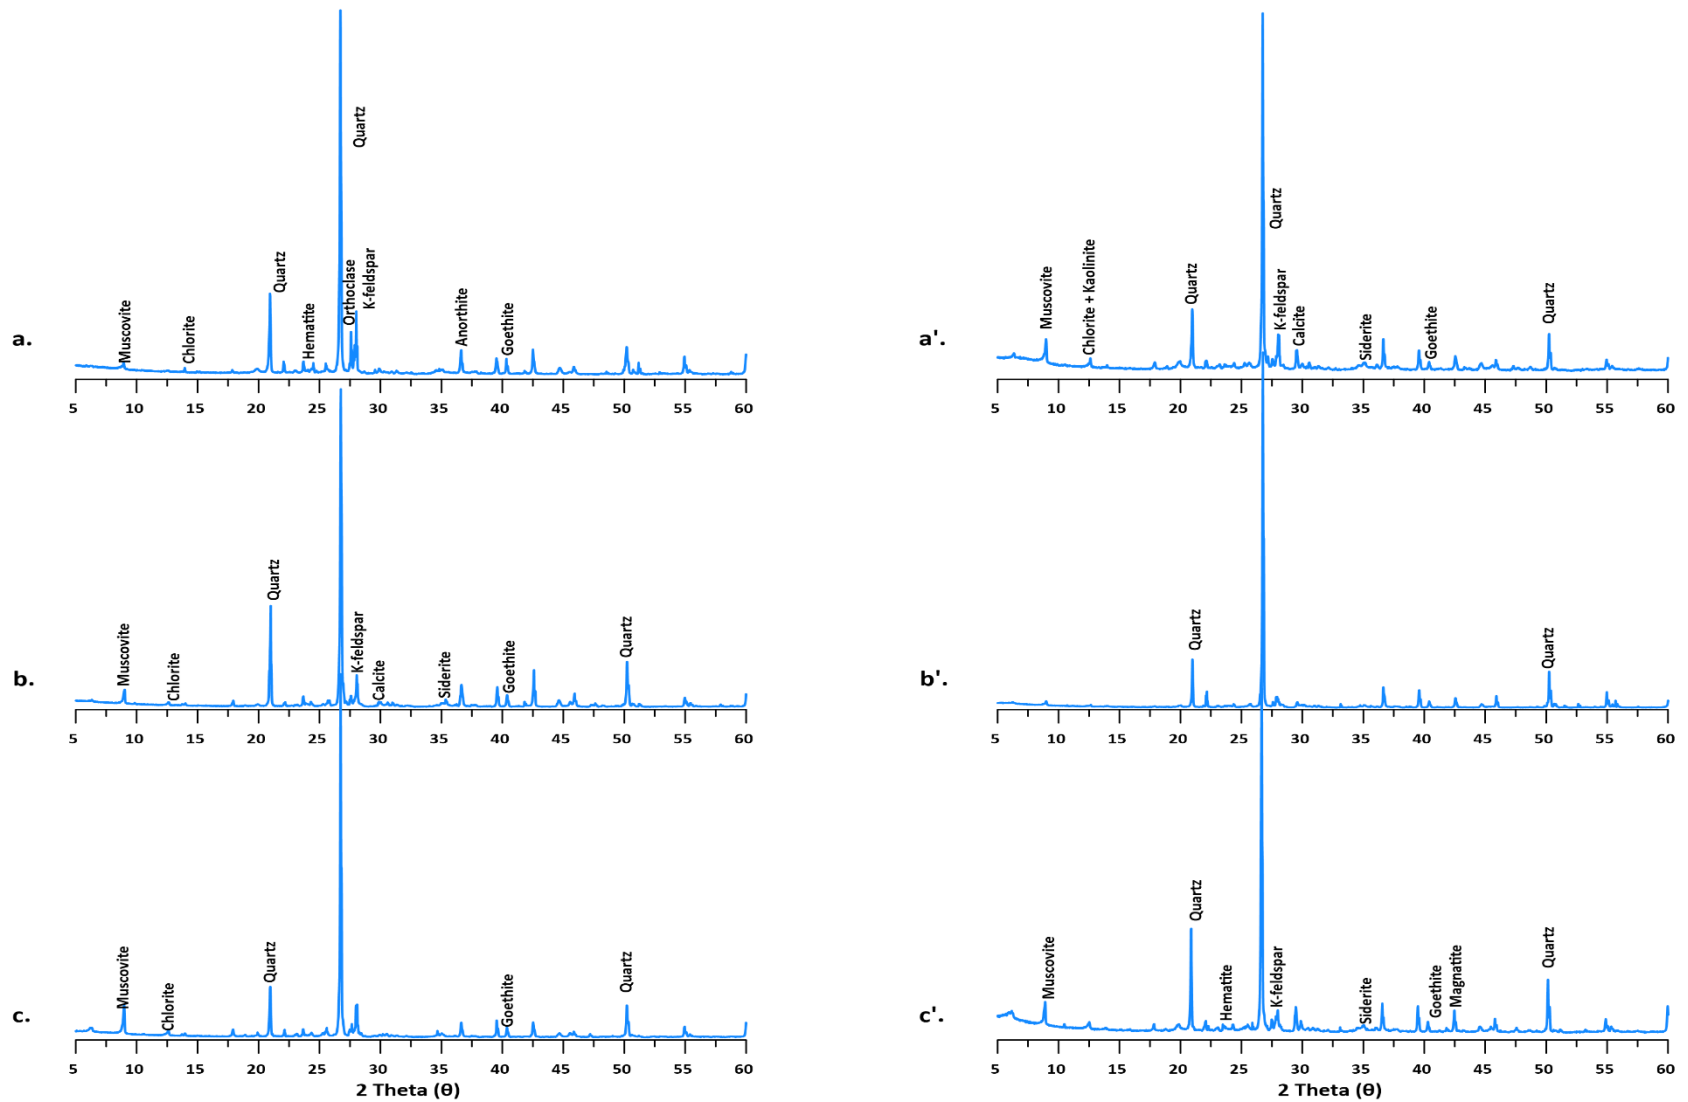 Muscovite
Chlorite
Quartz
Hematite
Orthoclase
Quartz
K-feldspar
Anorthite
Goethite
a.
5 10 15 20 25 30 35 40 45 50 55 60
Muscovite
Chlorite + Kaolinite
Quartz
Quartz
K-feldspar
Calcite
Siderite
Goethite
Quartz
a'.
5 10 15 20 25 30 35 40 45 50 55 60
Muscovite
Chlorite
Quartz
K-feldspar
Calcite
Siderite
Goethite
Quartz
b.
5 10 15 20 25 30 35 40 45 50 55 60
Quartz
Quartz
b'.
5 10 15 20 25 30 35 40 45 50 55 60
Muscovite
Chlorite
Quartz
Goethite
Quartz
c.
5 10 15 20 25 30 35 40 45 50 55 60
2 Theta (θ)
Muscovite
Quartz
Hematite
K-feldspar
Siderite
Goethite
Magnatite
Quartz
c'.
5 10 15 20 25 30 35 40 45 50 55 60
2 Theta (θ)